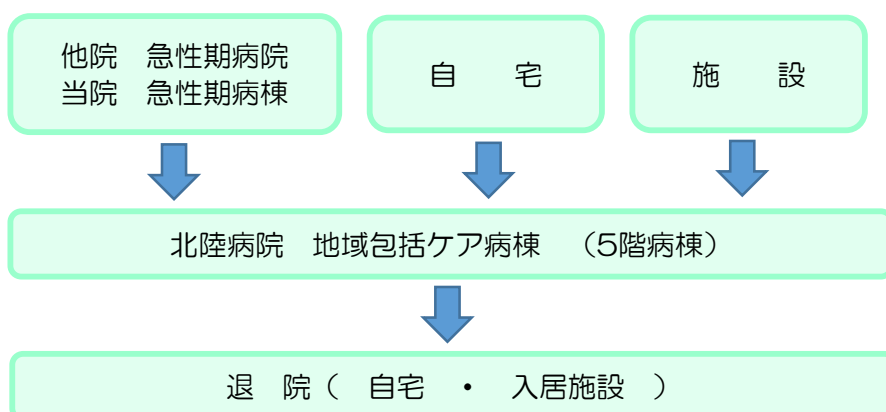 他院　急性期病院
当院　急性期病棟
自　　宅
施　　設
北陸病院　地域包括ケア病棟　（5階病棟）
退　院（　自宅　・　入居施設　）